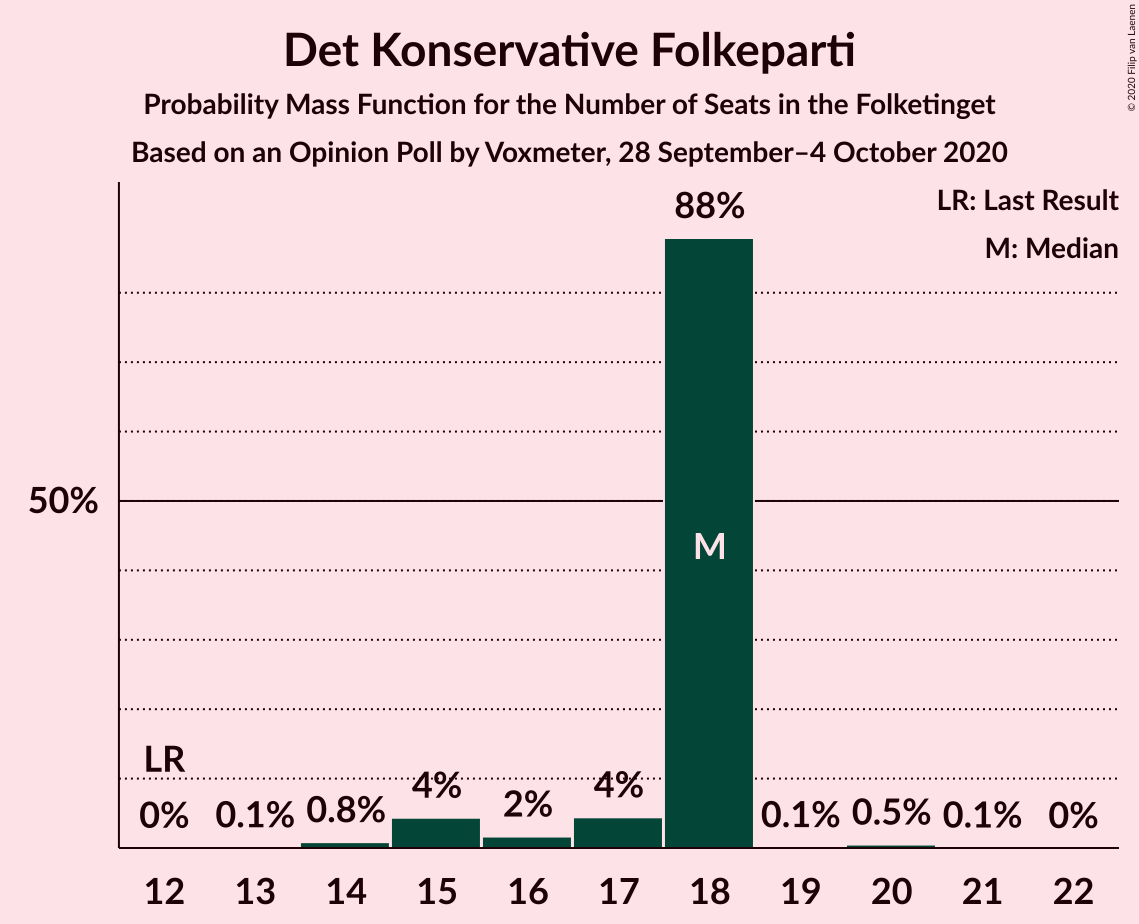 Det Konservative Folkeparti
Probability Mass Function for the Number of Seats in the Folketinget
Based on an Opinion Poll by Voxmeter, 28 September–4 October 2020
© 2020 Filip van Laenen
LR: Last Result
M: Median
88%
50%
M
LR
0%
0.1%
0.8%
4%
2%
4%
0.1%
0.5%
0.1%
0%
12 13 14 15 16 17 18 19 20 21 22